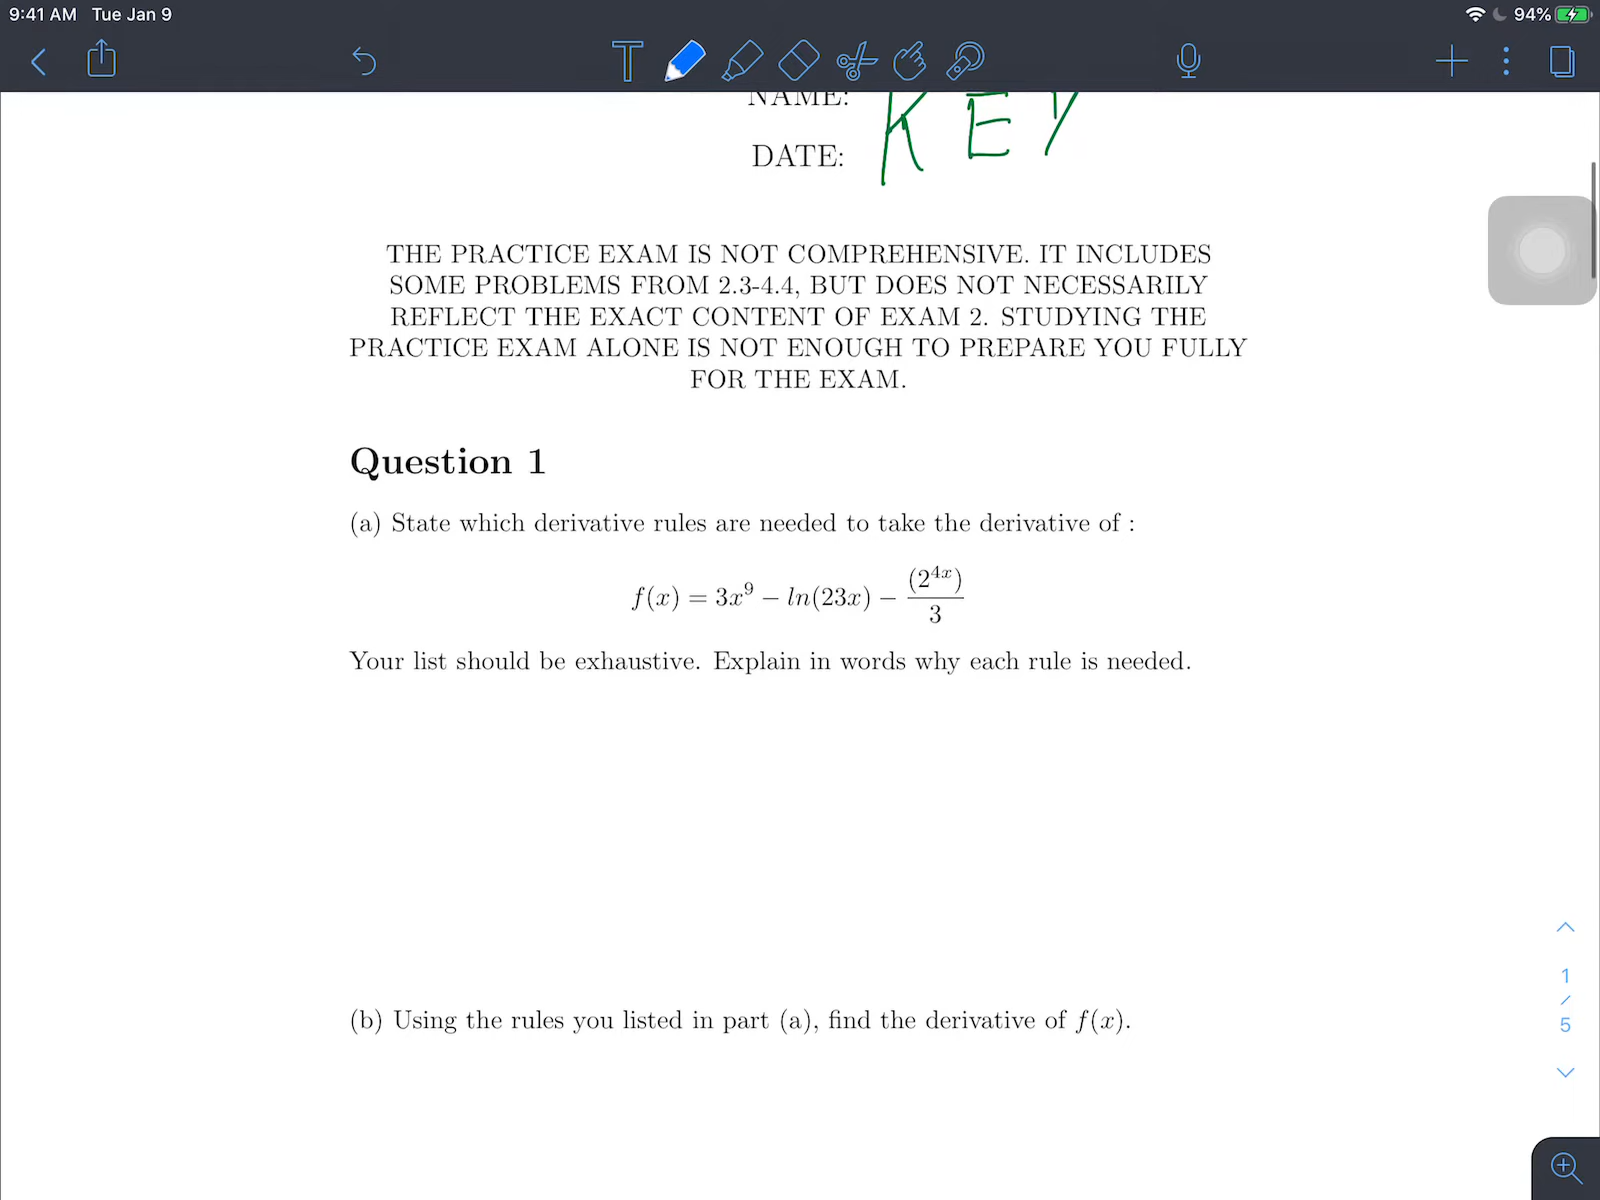 9:41 AM Tue Jan 9
94%
NAME: KEY
DATE:
THE PRACTICE EXAM IS NOT COMPREHENSIVE. IT INCLUDES
SOME PROBLEMS FROM 2.3-4.4, BUT DOES NOT NECESSARILY
REFLECT THE EXACT CONTENT OF EXAM 2. STUDYING THE
PRACTICE EXAM ALONE IS NOT ENOUGH TO PREPARE YOU FULLY
FOR THE EXAM.
Question 1
(a) State which derivative rules are needed to take the derivative of :
f(x) = 3x⁹ − ln(23x) − (2⁴ˣ)/3
Your list should be exhaustive. Explain in words why each rule is needed.
(b) Using the rules you listed in part (a), find the derivative of f(x).
1
/
5